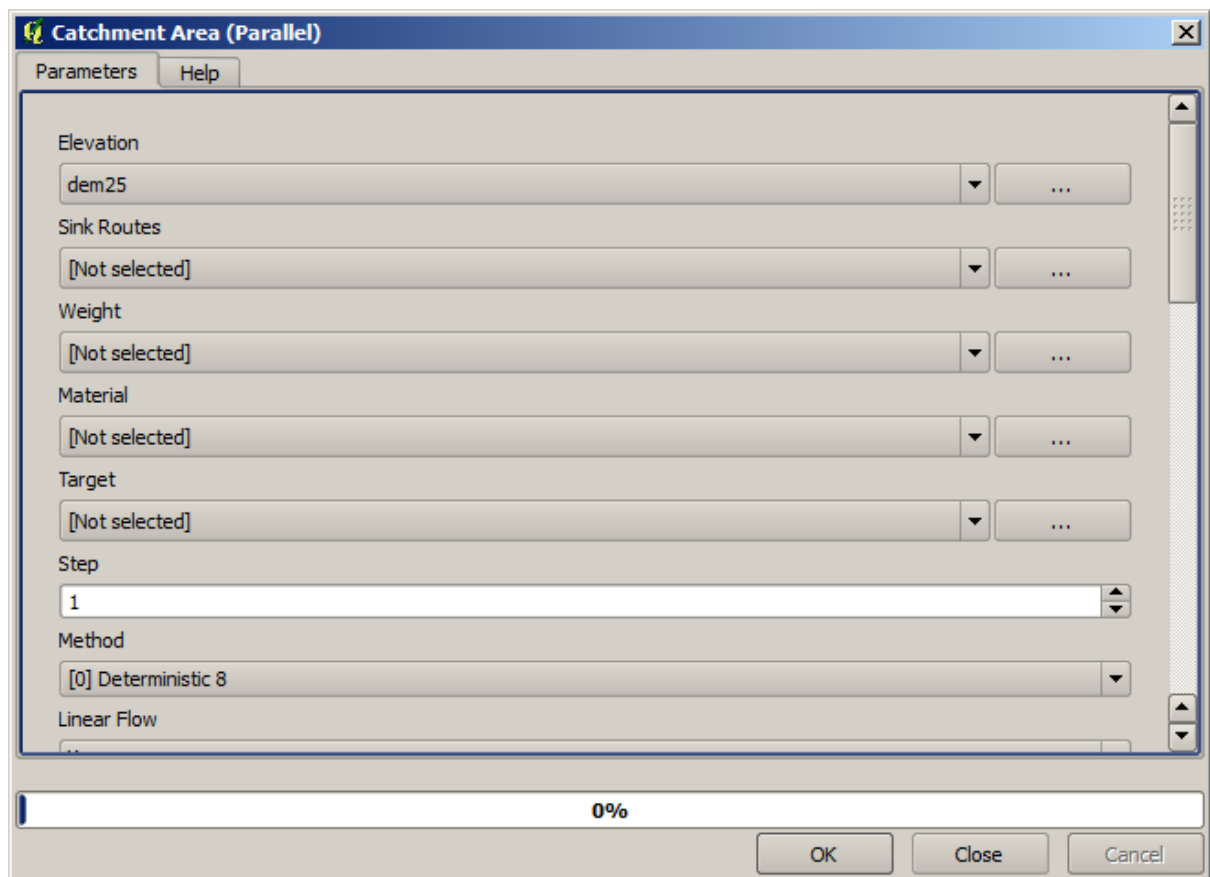 Catchment Area (Parallel)
Parameters Help
Elevation
dem25 ...
Sink Routes
[Not selected] ...
Weight
[Not selected] ...
Material
[Not selected] ...
Target
[Not selected] ...
Step
1
Method
[0] Deterministic 8
Linear Flow
0%
OK Close Cancel